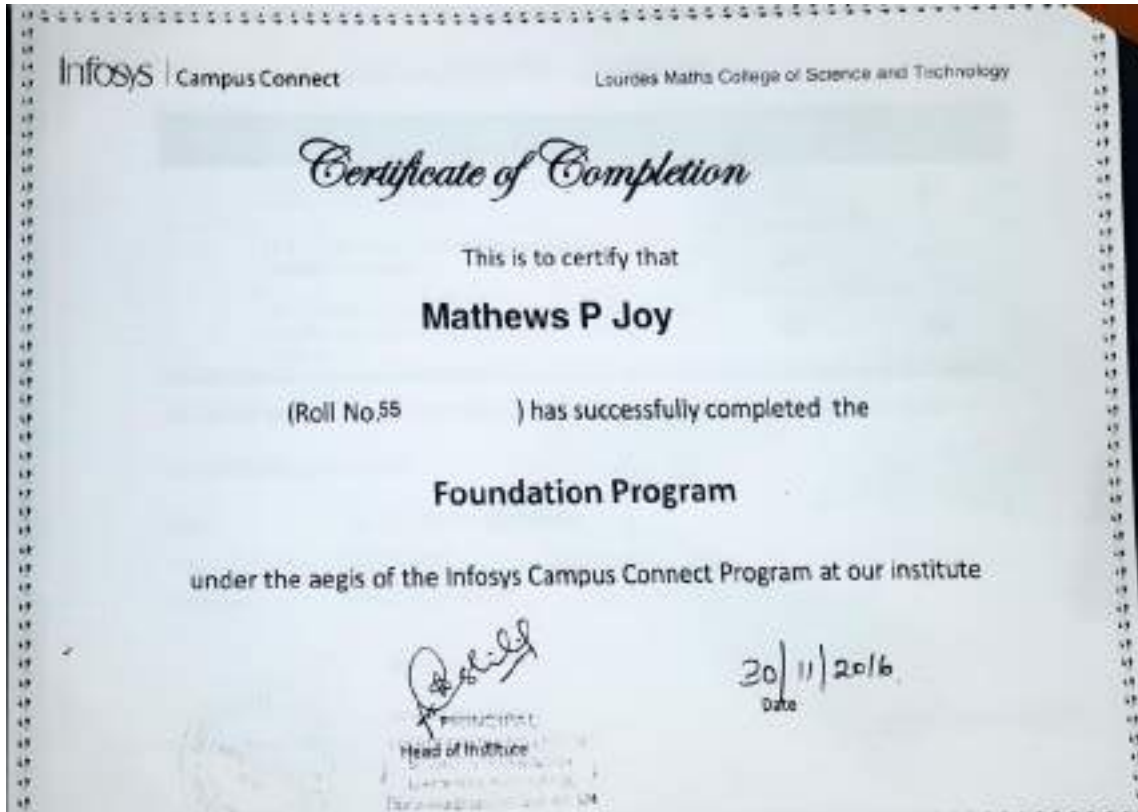 Infosys | Campus Connect
Lourdes Matha College of Science and Technology
Certificate of Completion
This is to certify that
Mathews P Joy
(Roll No.55 ) has successfully completed the
Foundation Program
under the aegis of the Infosys Campus Connect Program at our institute
30/11/2016
Date
PRINCIPAL
Head of Institute